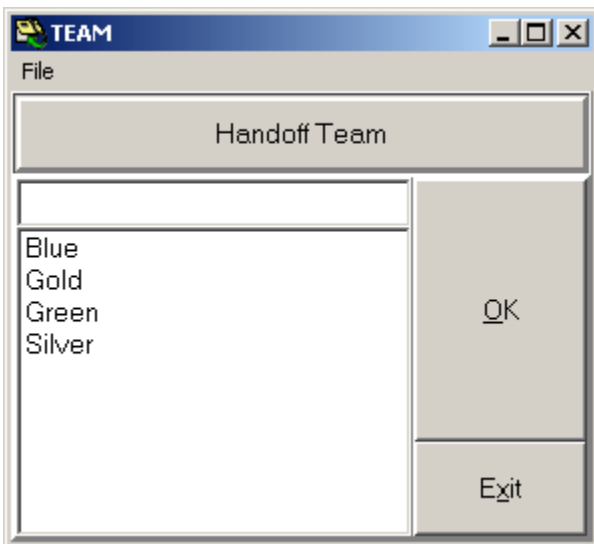 TEAM
File
Handoff Team
Blue
Gold
Green
Silver
OK
Exit